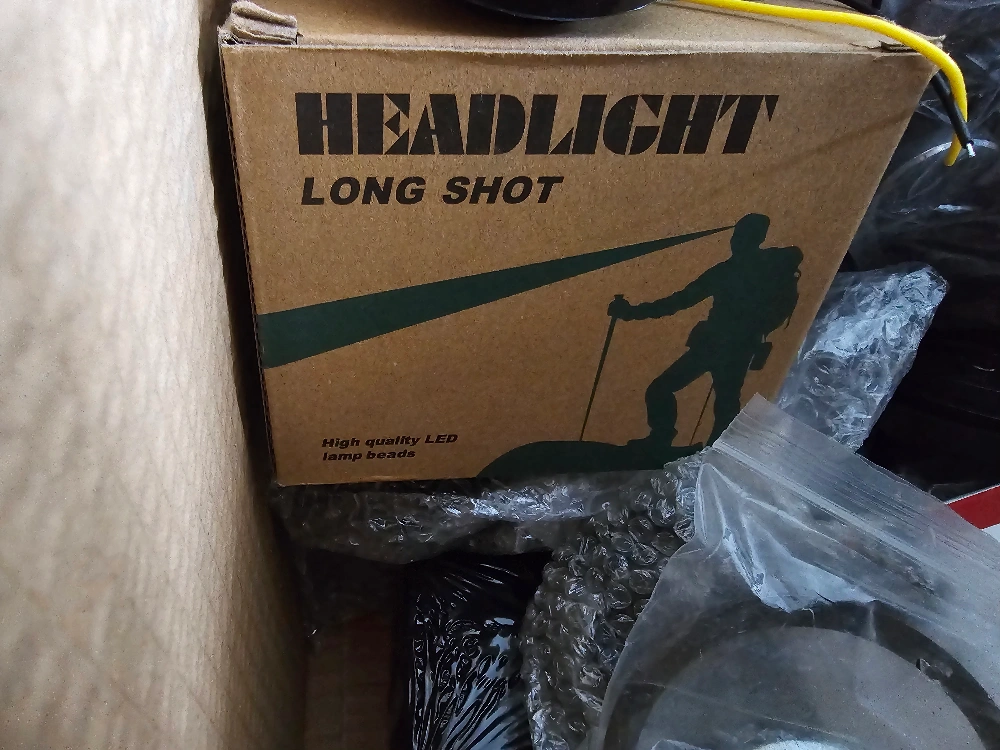 HEADLIGHT
LONG SHOT
High quality LED
lamp beads